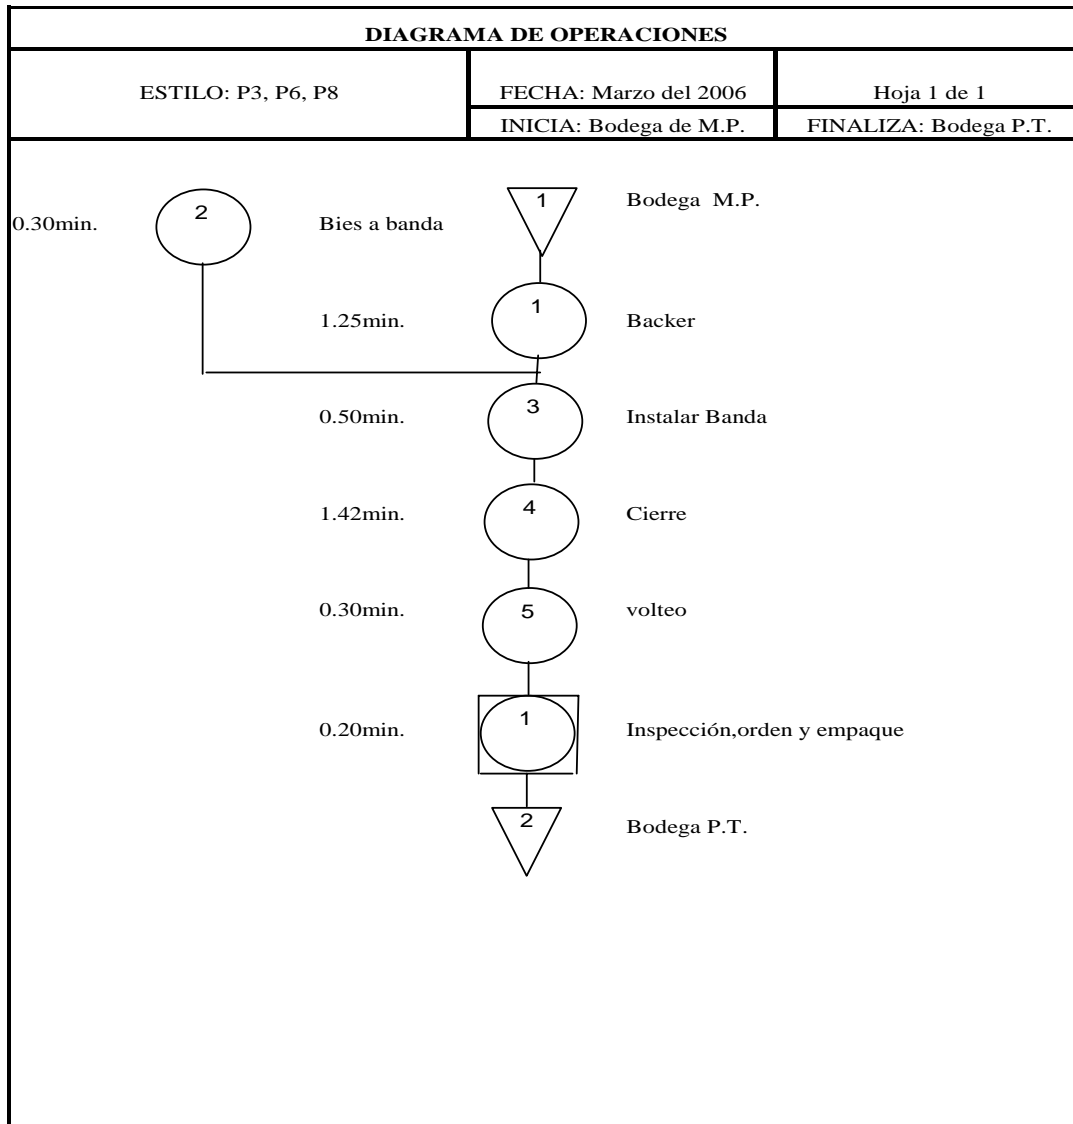 DIAGRAMA DE OPERACIONES
ESTILO: P3, P6, P8
FECHA: Marzo del 2006
Hoja 1 de 1
INICIA: Bodega de M.P.
FINALIZA: Bodega P.T.
0.30min.
2
Bies a banda
1
Bodega M.P.
1.25min.
1
Backer
0.50min.
3
Instalar Banda
1.42min.
4
Cierre
0.30min.
5
volteo
0.20min.
1
Inspección,orden y empaque
2
Bodega P.T.